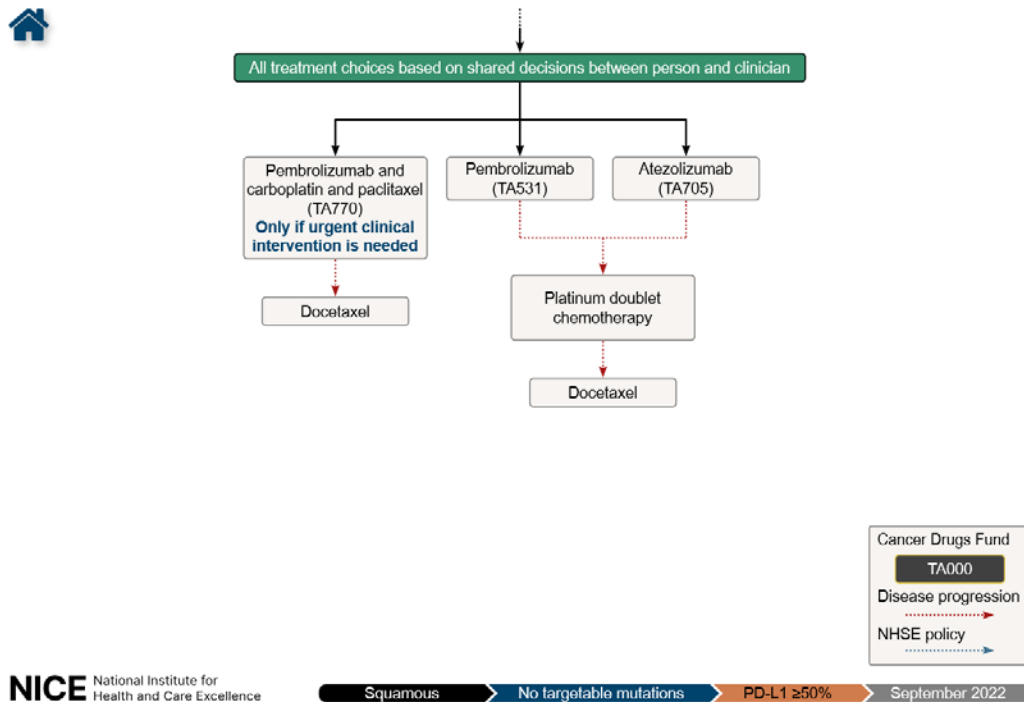 All treatment choices based on shared decisions between person and clinician
Pembrolizumab and
carboplatin and paclitaxel
(TA770)
Only if urgent clinical
intervention is needed
Pembrolizumab
(TA531)
Atezolizumab
(TA705)
Docetaxel
Platinum doublet
chemotherapy
Docetaxel
Cancer Drugs Fund
TA000
Disease progression
NHSE policy
NICE National Institute for
Health and Care Excellence
Squamous
No targetable mutations
PD-L1 ≥50%
September 2022